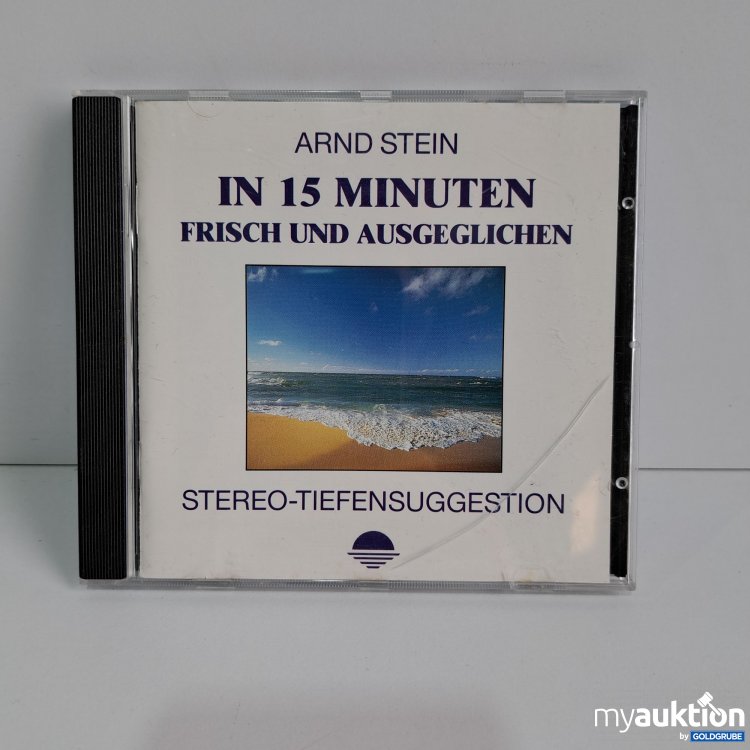 ARND STEIN
IN 15 MINUTEN
FRISCH UND AUSGEGLICHEN
STEREO-TIEFENSUGGESTION
myauktion
by GOLDGRUBE